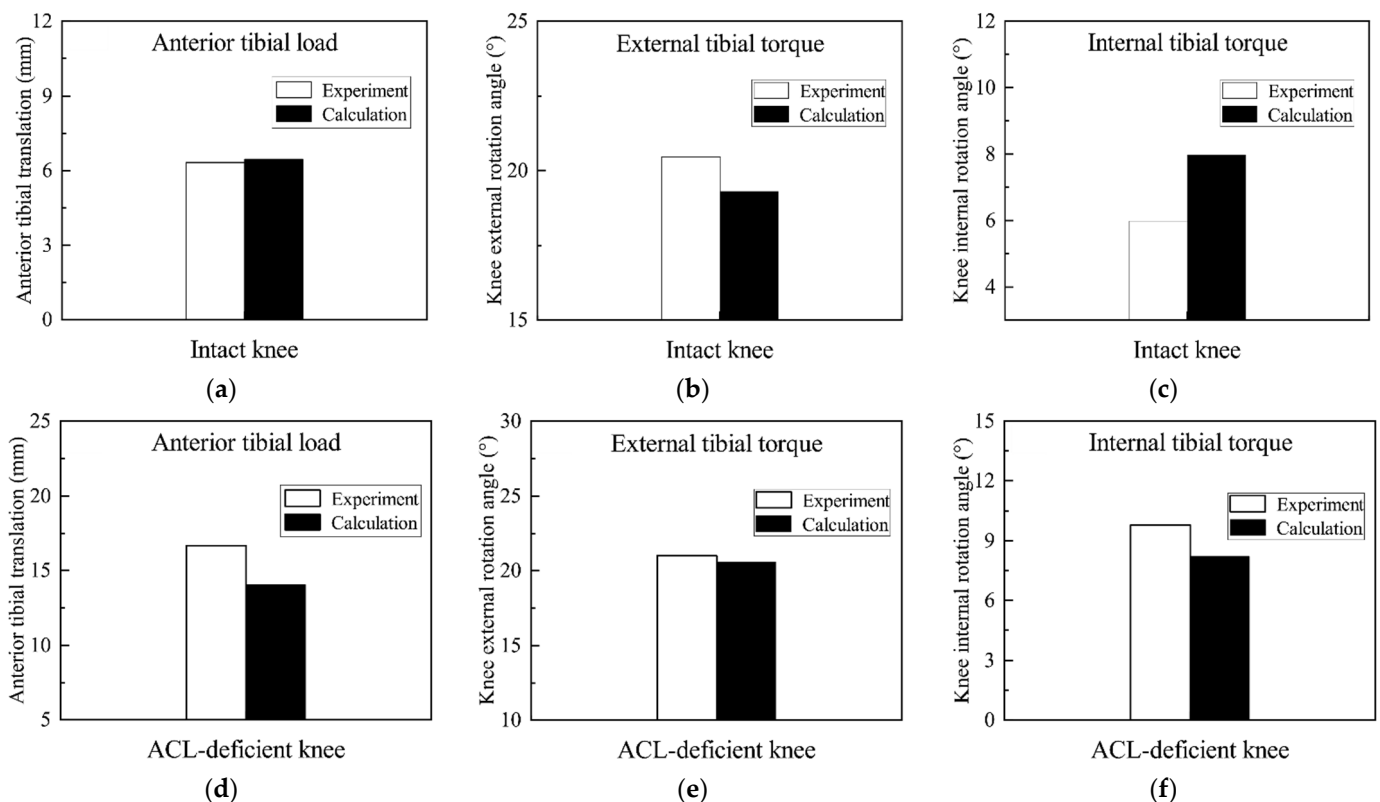 Anterior tibial load
Anterior tibial translation (mm)
12
9
6
3
0
Experiment
Calculation
Intact knee
(a)
External tibial torque
Knee external rotation angle (°)
25
20
15
Experiment
Calculation
Intact knee
(b)
Internal tibial torque
Knee internal rotation angle (°)
12
10
8
6
4
Experiment
Calculation
Intact knee
(c)
Anterior tibial load
Anterior tibial translation (mm)
25
20
15
10
5
Experiment
Calculation
ACL-deficient knee
(d)
External tibial torque
Knee external rotation angle (°)
30
25
20
15
10
Experiment
Calculation
ACL-deficient knee
(e)
Internal tibial torque
Knee internal rotation angle (°)
15
12
9
6
3
0
Experiment
Calculation
ACL-deficient knee
(f)